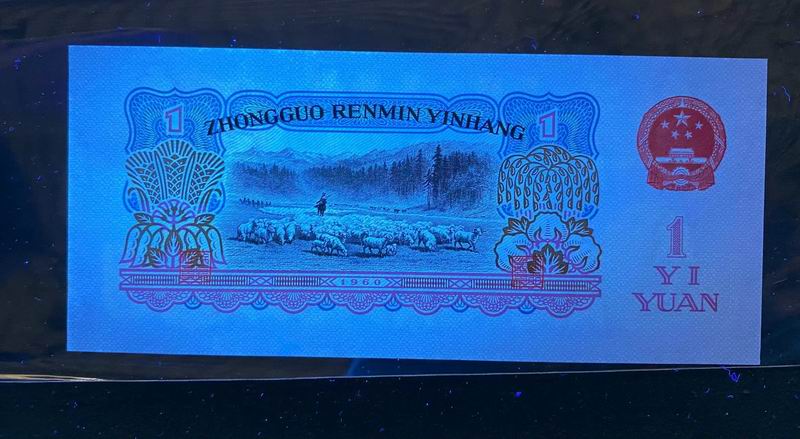 1
ZHONGGUO RENMIN YINHANG
1
1960
1
YI
YUAN